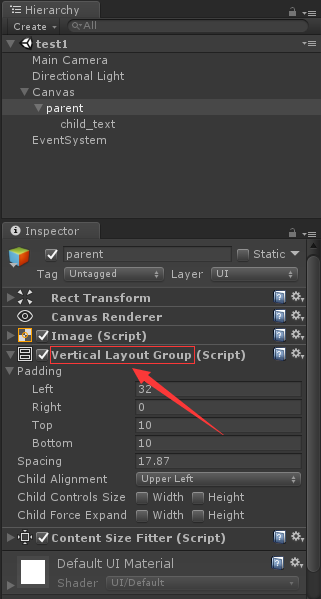 Hierarchy
Create All
test1
Main Camera
Directional Light
Canvas
parent
child_text
EventSystem
Inspector
parent Static
Tag Untagged Layer UI
Rect Transform
Canvas Renderer
Image (Script)
Vertical Layout Group (Script)
Padding
Left 32
Right 0
Top 10
Bottom 10
Spacing 17.87
Child Alignment Upper Left
Child Controls Size Width Height
Child Force Expand Width Height
Content Size Fitter (Script)
Default UI Material
Shader UI/Default